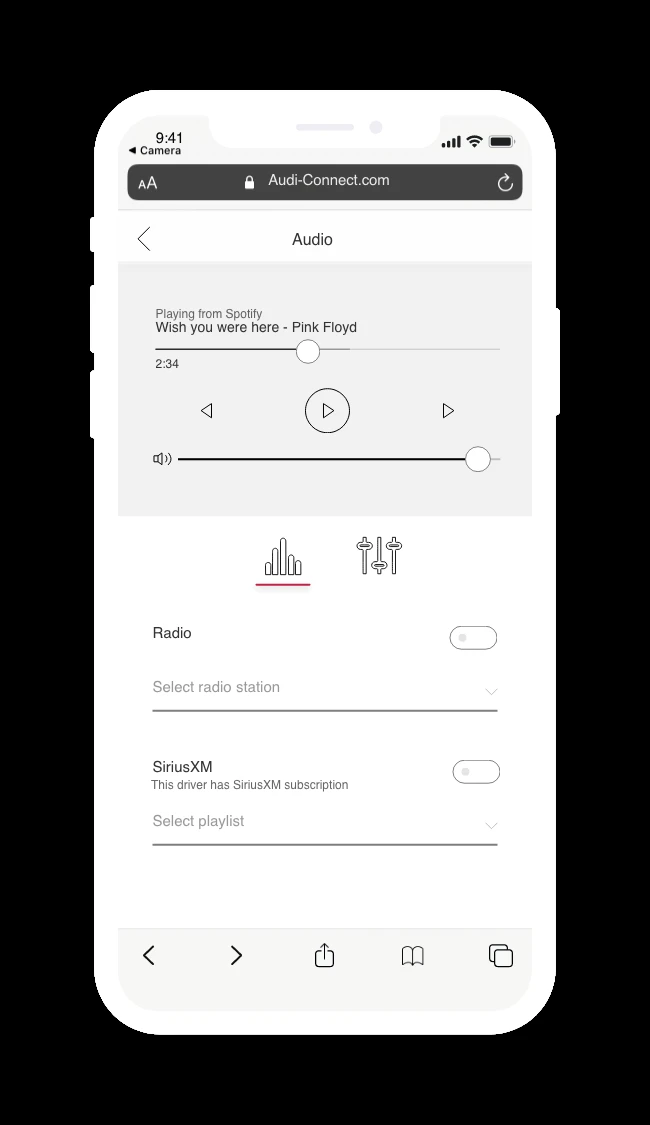 9:41
◀ Camera
AA Audi-Connect.com
Audio
Playing from Spotify
Wish you were here - Pink Floyd
2:34
Radio
Select radio station
SiriusXM
This driver has SiriusXM subscription
Select playlist